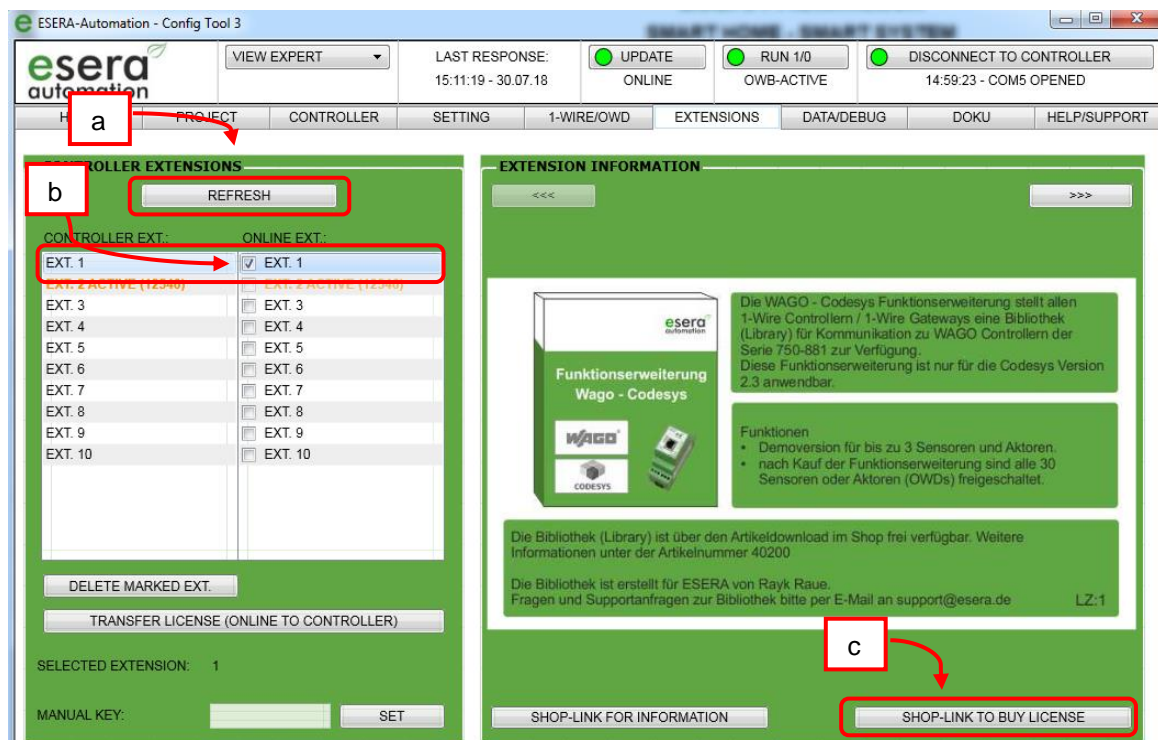 ESERA-Automation - Config Tool 3
SMART HOME - SMART SYSTEM
esera
automation
VIEW EXPERT
LAST RESPONSE:
15:11:19 - 30.07.18
UPDATE
ONLINE
RUN 1/0
OWB-ACTIVE
DISCONNECT TO CONTROLLER
14:59:23 - COM5 OPENED
PROJECT
CONTROLLER
SETTING
1-WIRE/OWD
EXTENSIONS
DATA/DEBUG
DOKU
HELP/SUPPORT
a
CONTROLLER EXTENSIONS
b
REFRESH
CONTROLLER EXT.: ONLINE EXT.:
EXT. 1 EXT. 1
EXT. 2 ACTIVE (12340) EXT. 2 ACTIVE (12340)
EXT. 3 EXT. 3
EXT. 4 EXT. 4
EXT. 5 EXT. 5
EXT. 6 EXT. 6
EXT. 7 EXT. 7
EXT. 8 EXT. 8
EXT. 9 EXT. 9
EXT. 10 EXT. 10
DELETE MARKED EXT.
TRANSFER LICENSE (ONLINE TO CONTROLLER)
SELECTED EXTENSION: 1
MANUAL KEY:
SET
EXTENSION INFORMATION
<<<
>>>
esera
automation
Funktionserweiterung
Wago - Codesys
WAGO
CODESYS
Die WAGO - Codesys Funktionserweiterung stellt allen
1-Wire Controllern / 1-Wire Gateways eine Bibliothek
(Library) für Kommunikation zu WAGO Controllern der
Serie 750-881 zur Verfügung.
Diese Funktionserweiterung ist nur für die Codesys Version
2.3 anwendbar.
Funktionen
• Demoversion für bis zu 3 Sensoren und Aktoren.
• nach Kauf der Funktionserweiterung sind alle 30
Sensoren oder Aktoren (OWDs) freigeschaltet.
Die Bibliothek (Library) ist über den Artikeldownload im Shop frei verfügbar. Weitere
Informationen unter der Artikelnummer 40200
Die Bibliothek ist erstellt für ESERA von Rayk Raue.
Fragen und Supportanfragen zur Bibliothek bitte per E-Mail an support@esera.de
LZ:1
c
SHOP-LINK FOR INFORMATION
SHOP-LINK TO BUY LICENSE